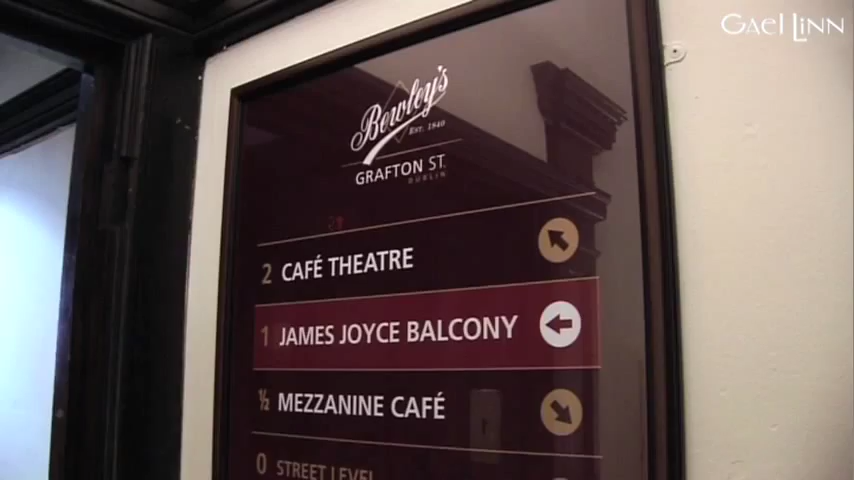 Gael Linn
Bewley's
Est. 1840
GRAFTON ST.
DUBLIN
2 CAFÉ THEATRE
1 JAMES JOYCE BALCONY
½ MEZZANINE CAFÉ
0 STREET LEVEL